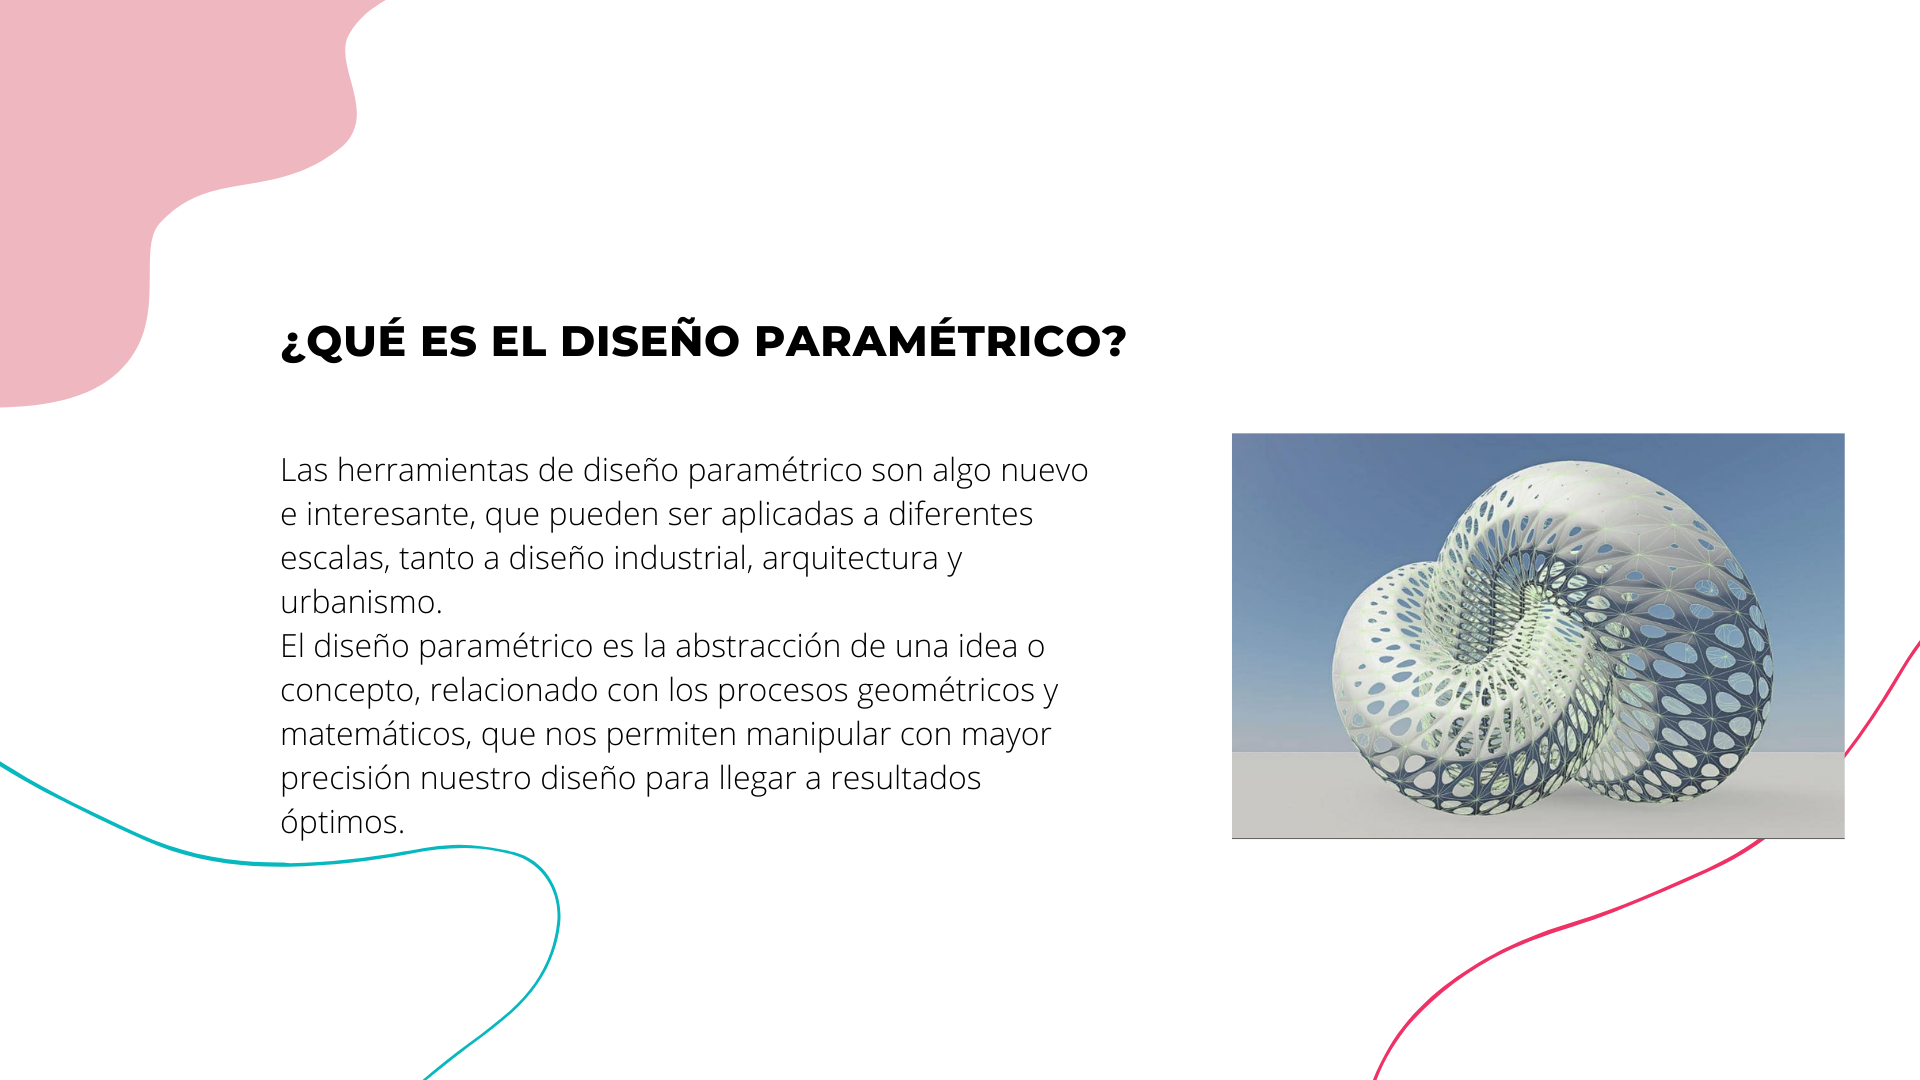 ¿QUÉ ES EL DISEÑO PARAMÉTRICO?
Las herramientas de diseño paramétrico son algo nuevo
e interesante, que pueden ser aplicadas a diferentes
escalas, tanto a diseño industrial, arquitectura y
urbanismo.
El diseño paramétrico es la abstracción de una idea o
concepto, relacionado con los procesos geométricos y
matemáticos, que nos permiten manipular con mayor
precisión nuestro diseño para llegar a resultados
óptimos.